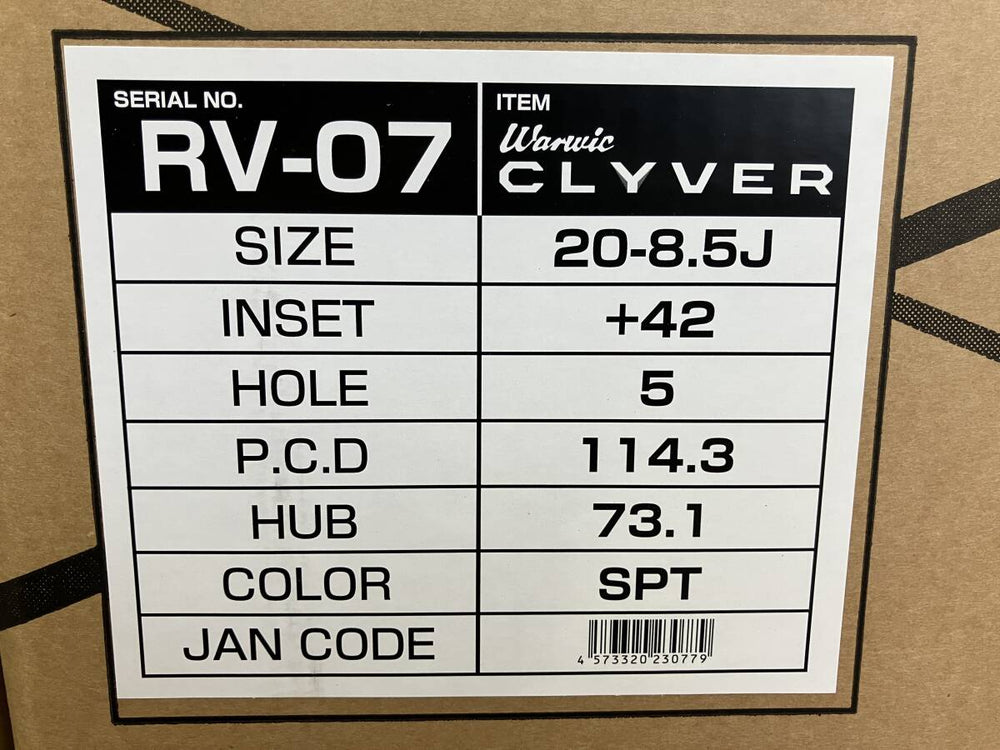 SERIAL NO.
RV-07
ITEM
Warwic
CLYVER
SIZE 20-8.5J
INSET +42
HOLE 5
P.C.D 114.3
HUB 73.1
COLOR SPT
JAN CODE
4 573320 230779